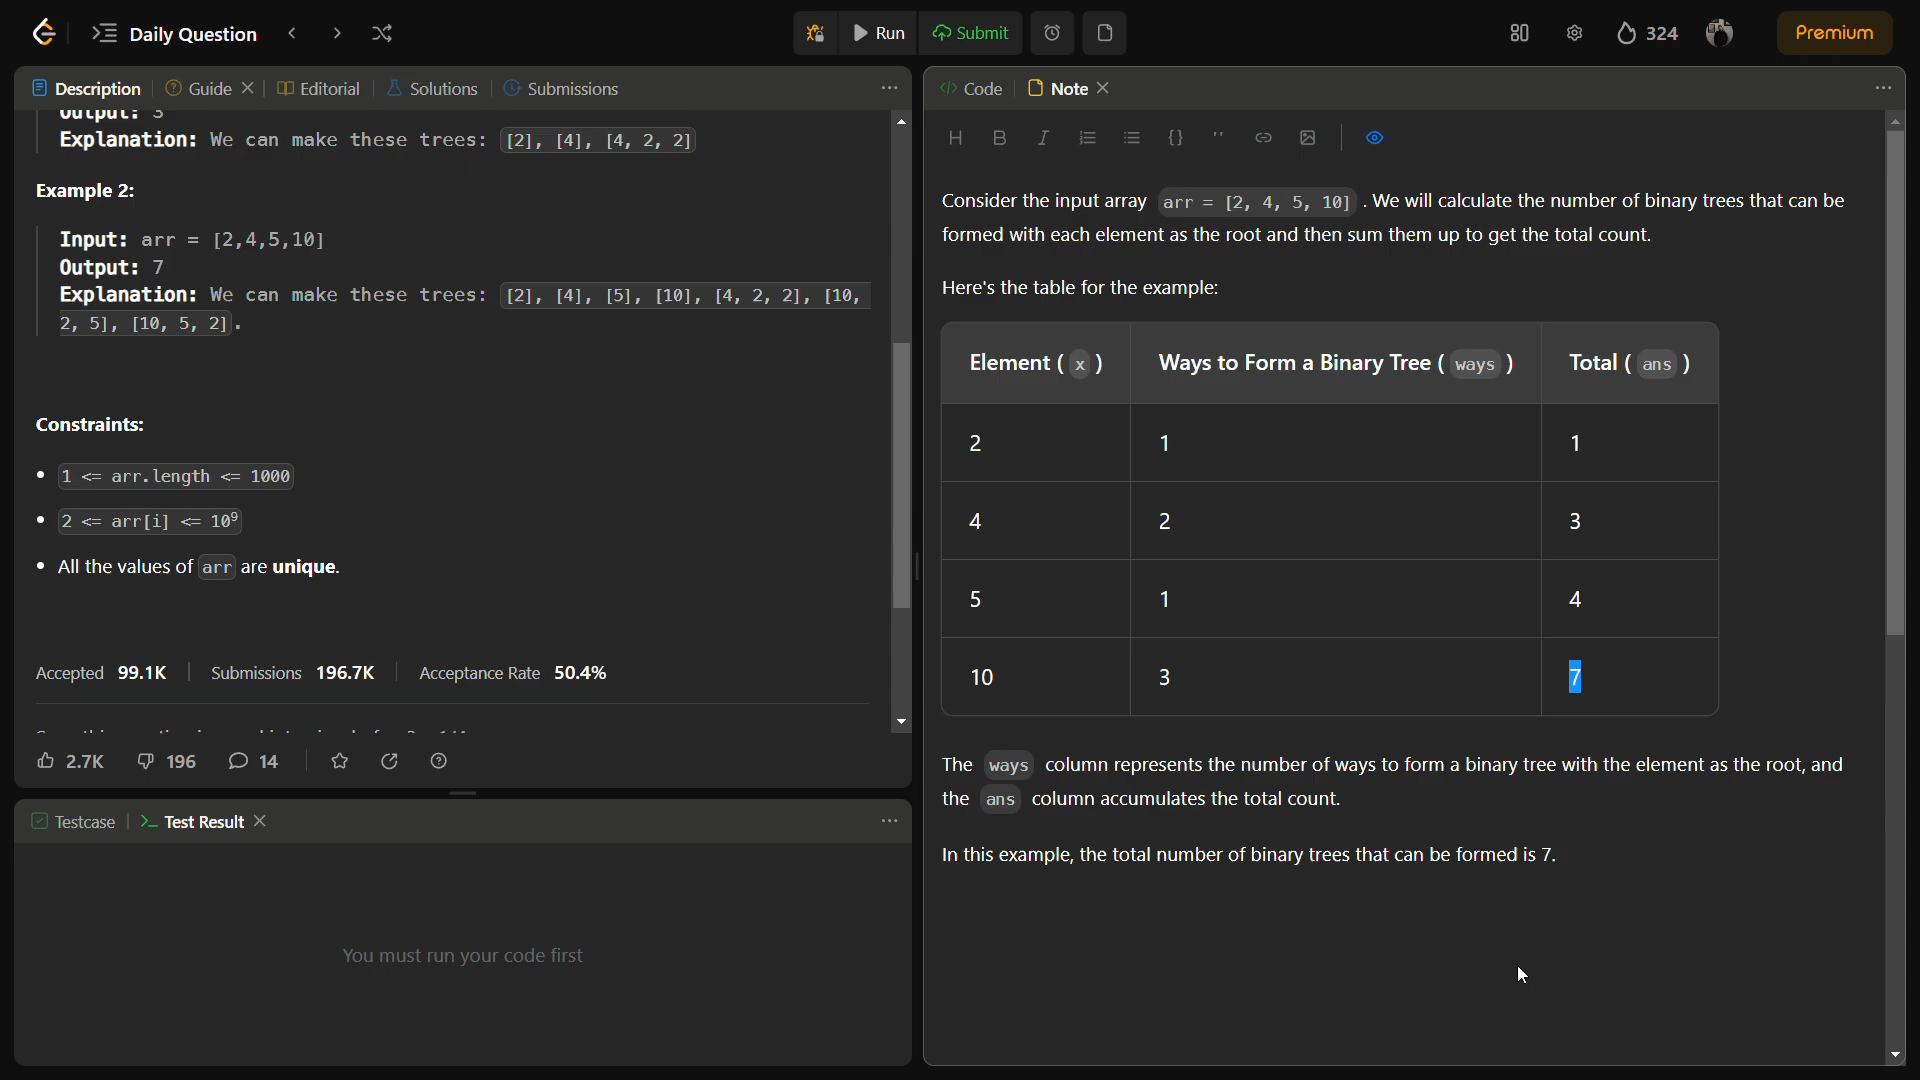 Daily Question
Run
Submit
324
Premium
Description
Guide
Editorial
Solutions
Submissions
Output: 3
Explanation: We can make these trees: [2], [4], [4, 2, 2]
Example 2:
Input: arr = [2,4,5,10]
Output: 7
Explanation: We can make these trees: [2], [4], [5], [10], [4, 2, 2], [10,
2, 5], [10, 5, 2].
Constraints:
1 <= arr.length <= 1000
2 <= arr[i] <= 10⁹
All the values of arr are unique.
Accepted 99.1K
Submissions 196.7K
Acceptance Rate 50.4%
2.7K
196
14
Testcase
Test Result
You must run your code first
Code
Note
Consider the input array arr = [2, 4, 5, 10] . We will calculate the number of binary trees that can be
formed with each element as the root and then sum them up to get the total count.
Here's the table for the example:
Element ( x ) Ways to Form a Binary Tree ( ways ) Total ( ans )
2 1 1
4 2 3
5 1 4
10 3 7
The ways column represents the number of ways to form a binary tree with the element as the root, and
the ans column accumulates the total count.
In this example, the total number of binary trees that can be formed is 7.